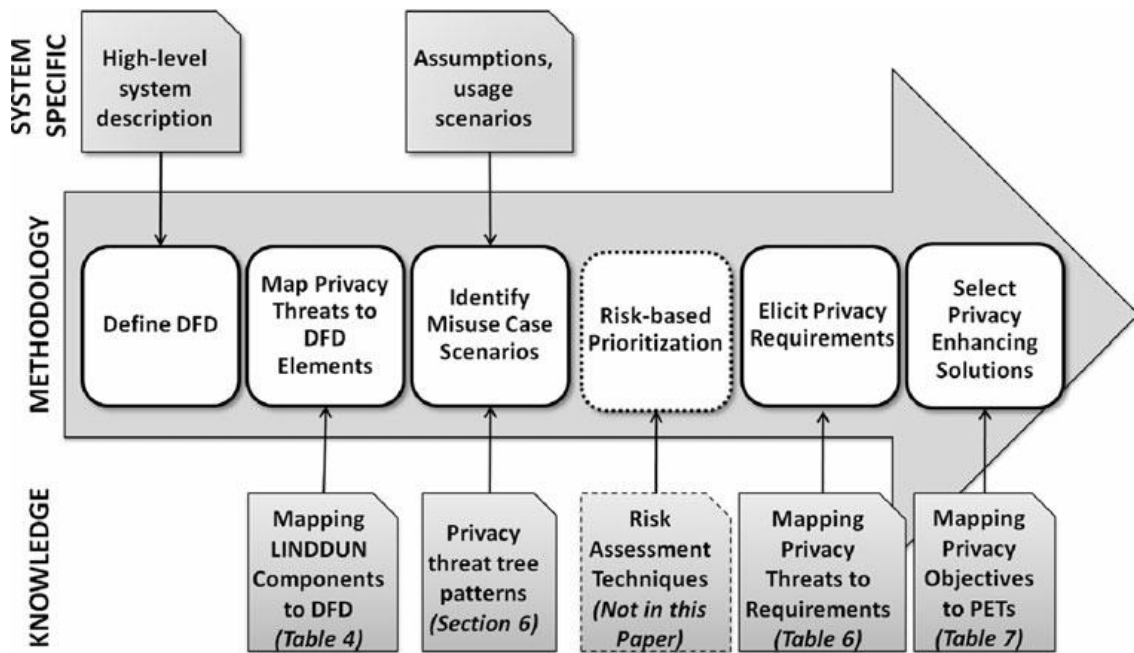 SYSTEM
SPECIFIC
High-level
system
description
Assumptions,
usage
scenarios
METHODOLOGY
Define DFD
Map Privacy
Threats to
DFD
Elements
Identify
Misuse Case
Scenarios
Risk-based
Prioritization
Elicit Privacy
Requirements
Select
Privacy
Enhancing
Solutions
KNOWLEDGE
Mapping
LINDDUN
Components
to DFD
(Table 4)
Privacy
threat tree
patterns
(Section 6)
Risk
Assessment
Techniques
(Not in this
Paper)
Mapping
Privacy
Threats to
Requirements
(Table 6)
Mapping
Privacy
Objectives
to PETs
(Table 7)